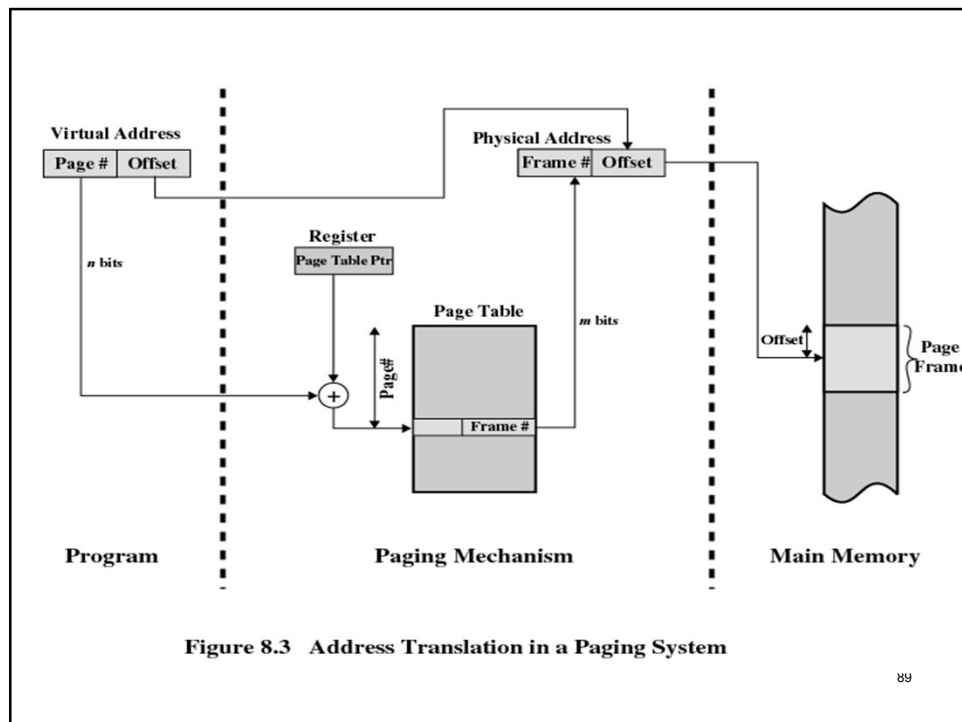 Virtual Address
Page # Offset
n bits
Register
Page Table Ptr
+
Page Table
Page#
Frame #
m bits
Physical Address
Frame # Offset
Offset
Page
Frame
Program
Paging Mechanism
Main Memory
Figure 8.3 Address Translation in a Paging System
89